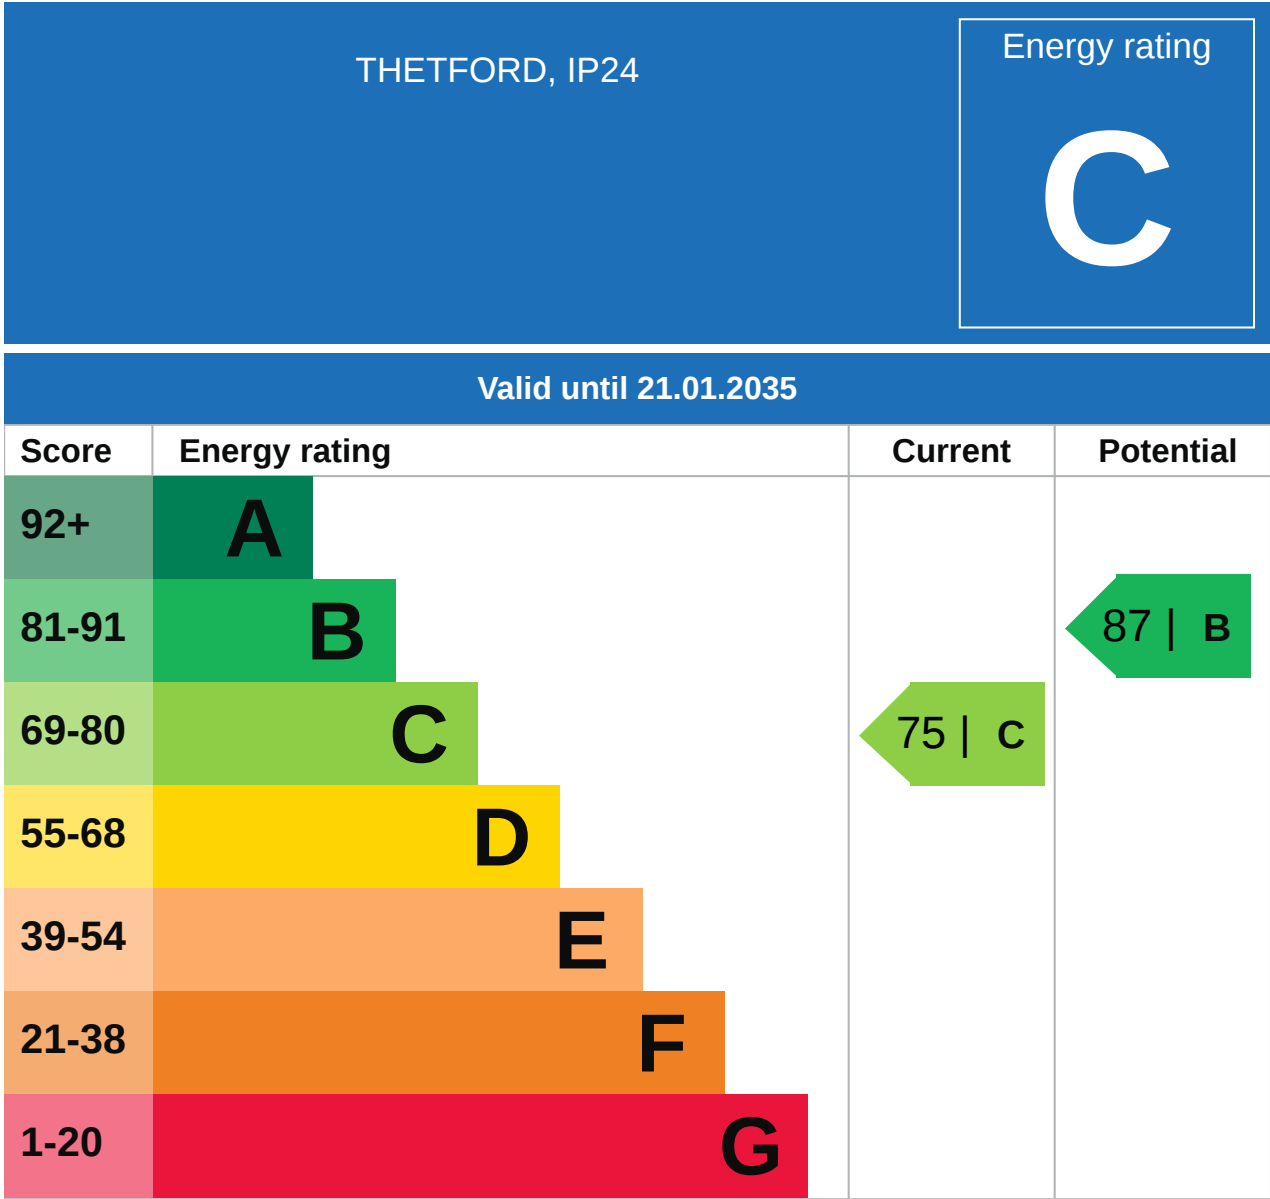 THETFORD, IP24
Energy rating
C
Valid until 21.01.2035
Score Energy rating Current Potential
92+ A
81-91 B 87 | B
69-80 C 75 | C
55-68 D
39-54 E
21-38 F
1-20 G